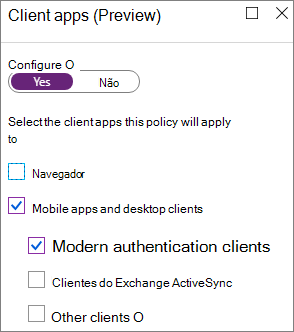 Client apps (Preview)
Configure O
Yes Não
Select the client apps this policy will apply
to
Navegador
Mobile apps and desktop clients
Modern authentication clients
Clientes do Exchange ActiveSync
Other clients O